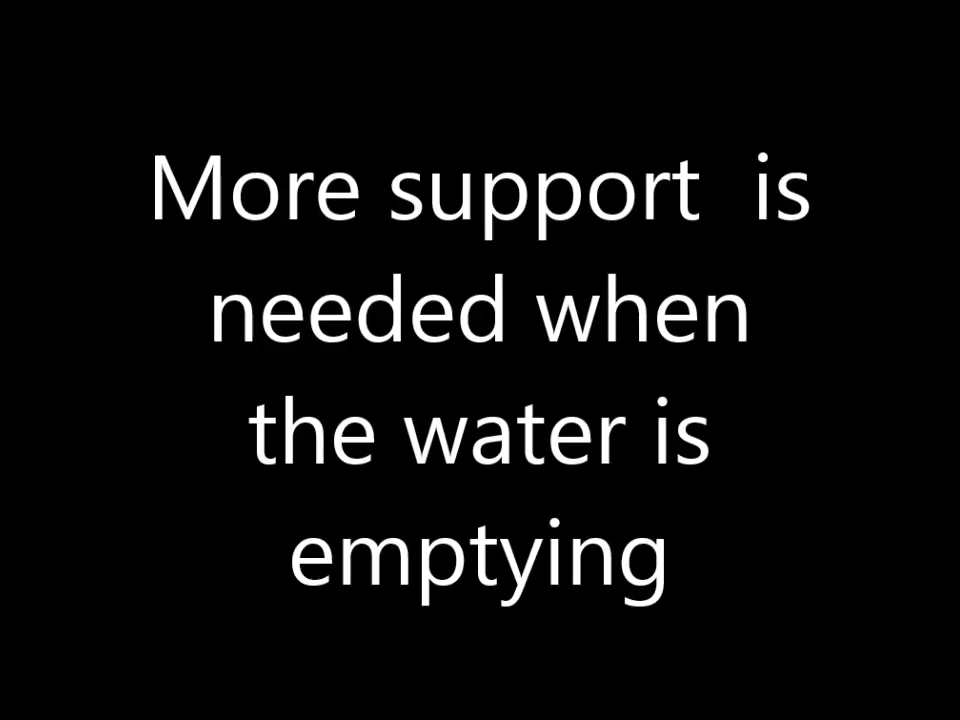 More support  is
needed when
the water is
emptying